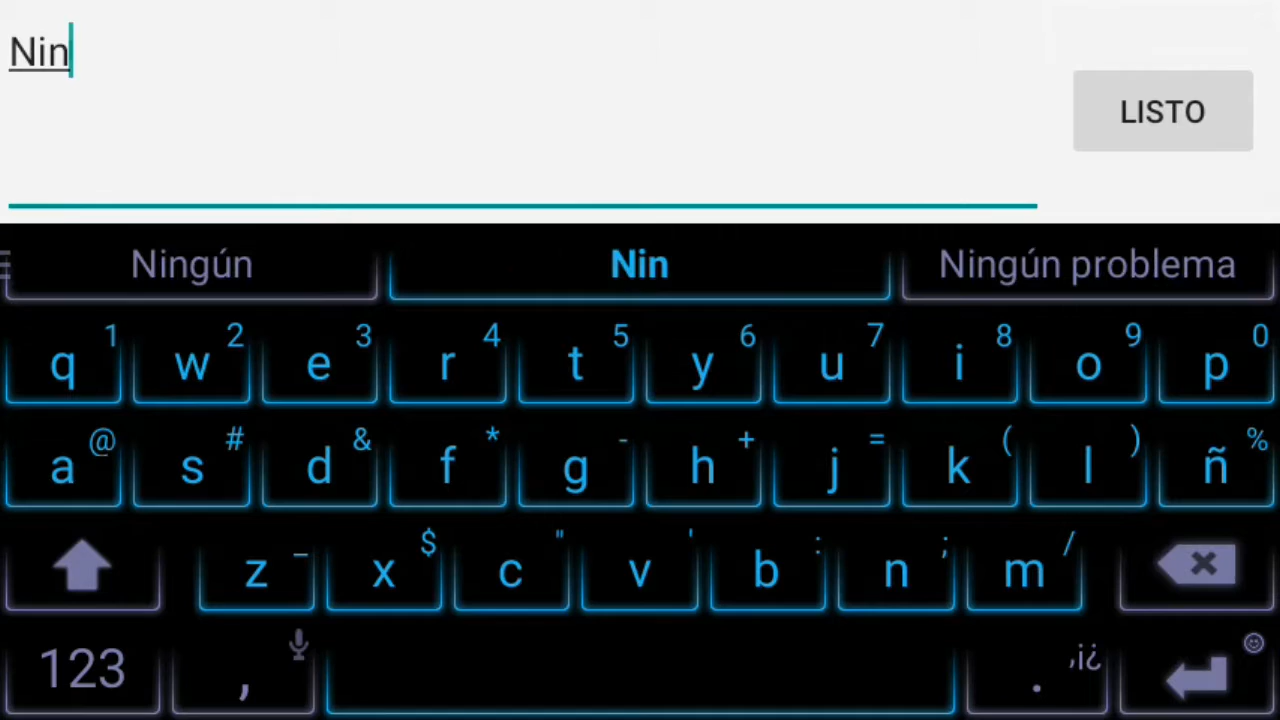 Nin
LISTO
Ningún Nin Ningún problema
1 2 3 4 5 6 7 8 9 0
q w e r t y u i o p
@ # & * - + = ( ) %
a s d f g h j k l ñ
_ $ " ' : ; /
z x c v b n m
123 , . ,¡¿